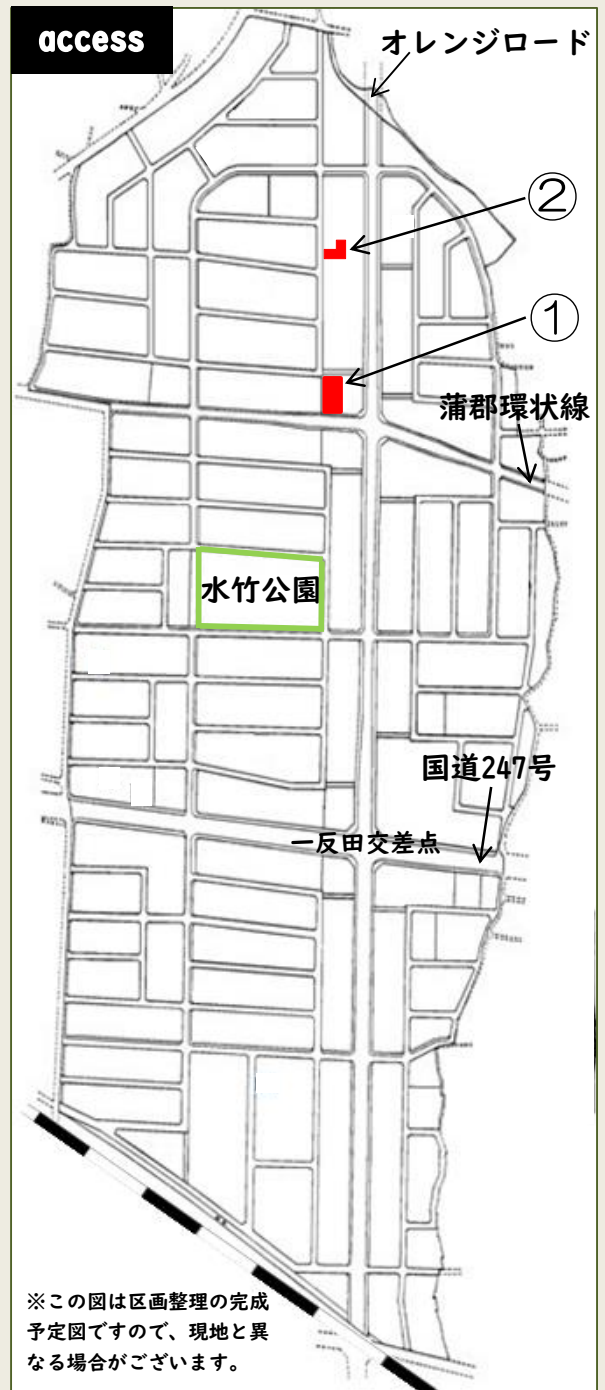 access
オレンジロード
②
①
蒲郡環状線
水竹公園
国道247号
一反田交差点
※この図は区画整理の完成
予定図ですので、現地と異
なる場合がございます。